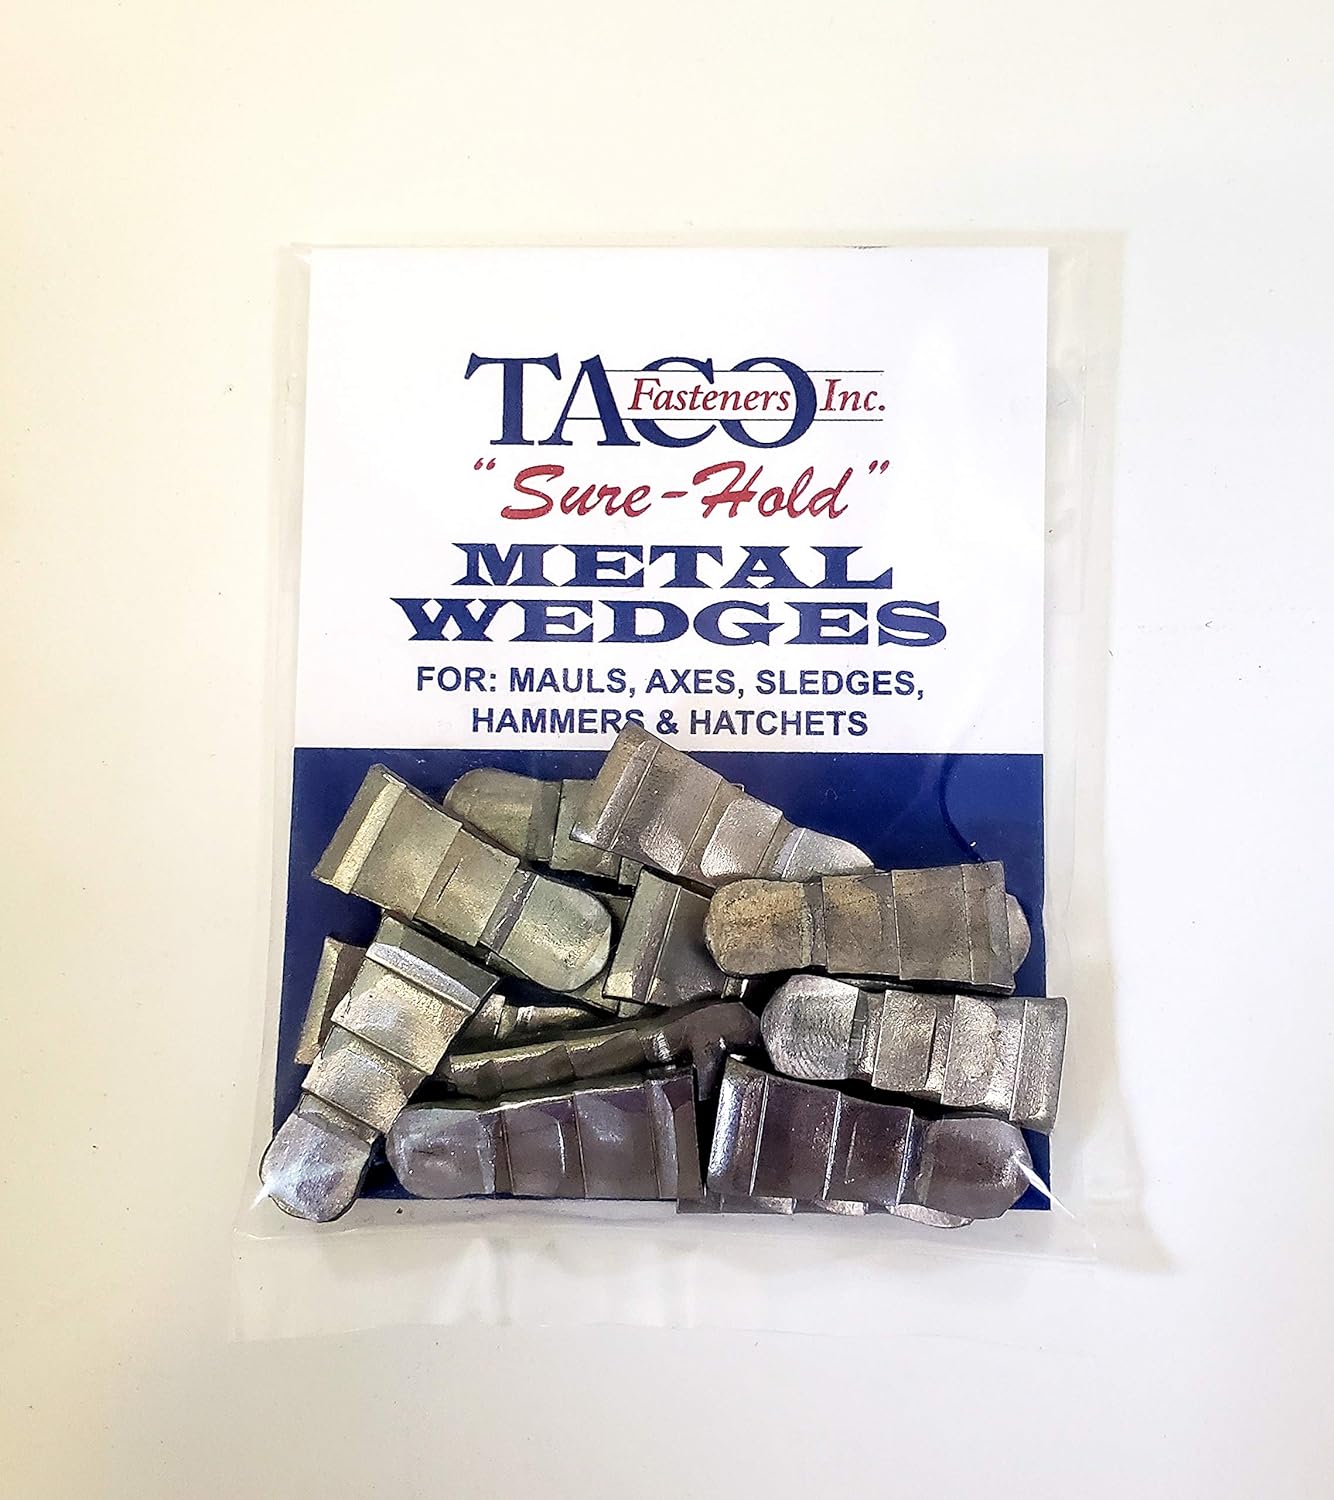 TACO Fasteners Inc.
"Sure-Hold"
METAL
WEDGES
FOR: MAULS, AXES, SLEDGES,
HAMMERS & HATCHETS